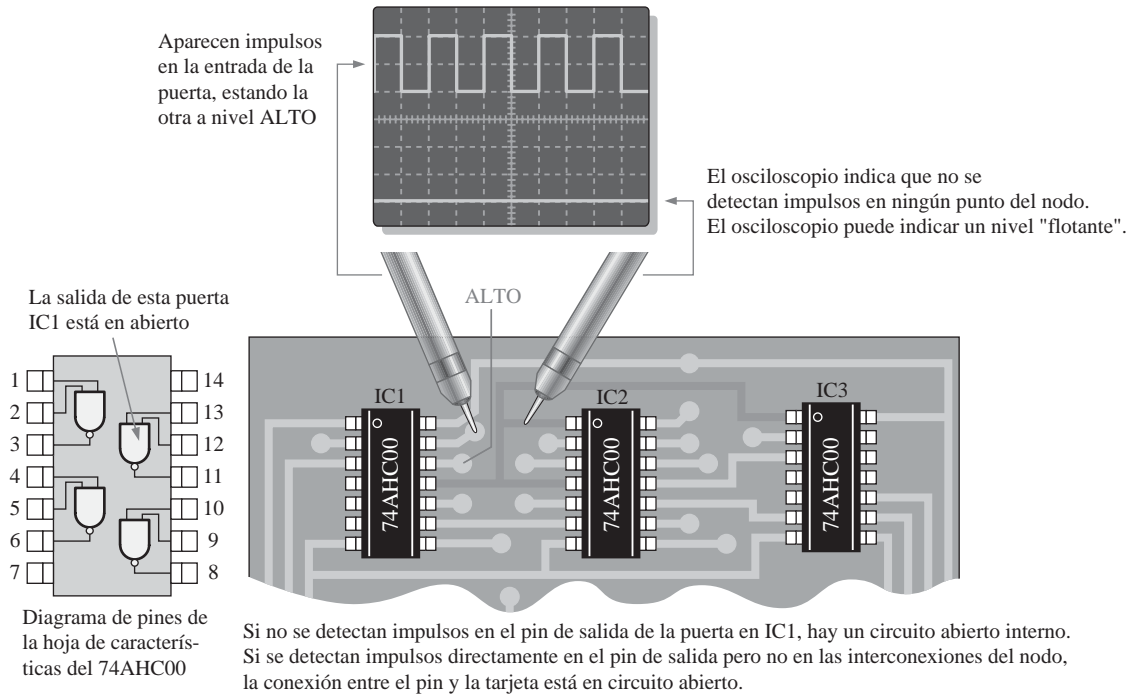 Aparecen impulsos
en la entrada de la
puerta, estando la
otra a nivel ALTO
El osciloscopio indica que no se
detectan impulsos en ningún punto del nodo.
El osciloscopio puede indicar un nivel "flotante".
La salida de esta puerta
IC1 está en abierto
ALTO
1
2
3
4
5
6
7
14
13
12
11
10
9
8
IC1
74AHC00
IC2
74AHC00
IC3
74AHC00
Diagrama de pines de
la hoja de caracterís-
ticas del 74AHC00
Si no se detectan impulsos en el pin de salida de la puerta en IC1, hay un circuito abierto interno.
Si se detectan impulsos directamente en el pin de salida pero no en las interconexiones del nodo,
la conexión entre el pin y la tarjeta está en circuito abierto.